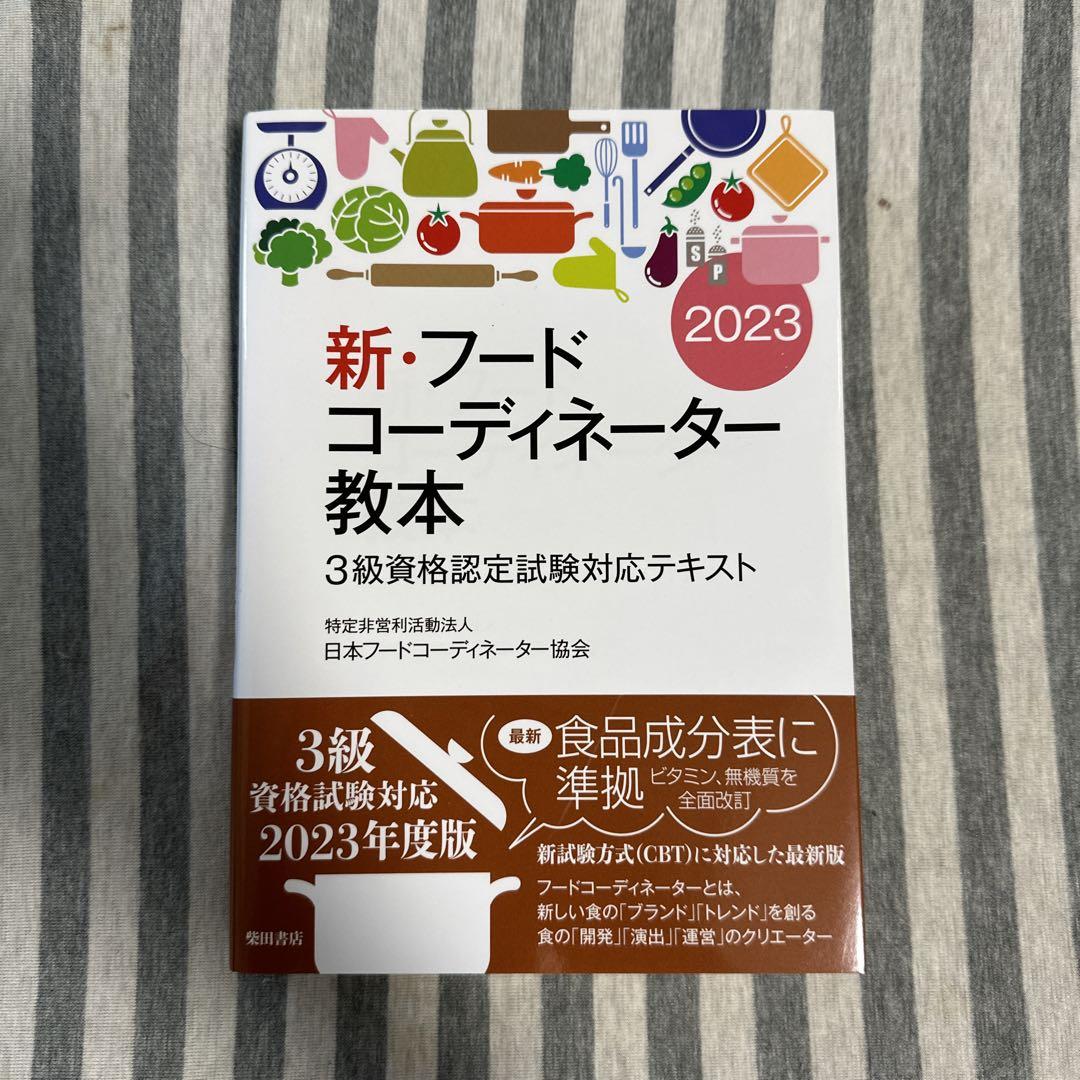 S
P
2023
新・フード
コーディネーター
教本
3級資格認定試験対応テキスト
特定非営利活動法人
日本フードコーディネーター協会
3級
資格試験対応
2023年度版
最新
食品成分表に
準拠
ビタミン、無機質を
全面改訂
新試験方式(CBT)に対応した最新版
フードコーディネーターとは、
新しい食の「ブランド」「トレンド」を創る
食の「開発」「演出」「運営」のクリエーター
柴田書店